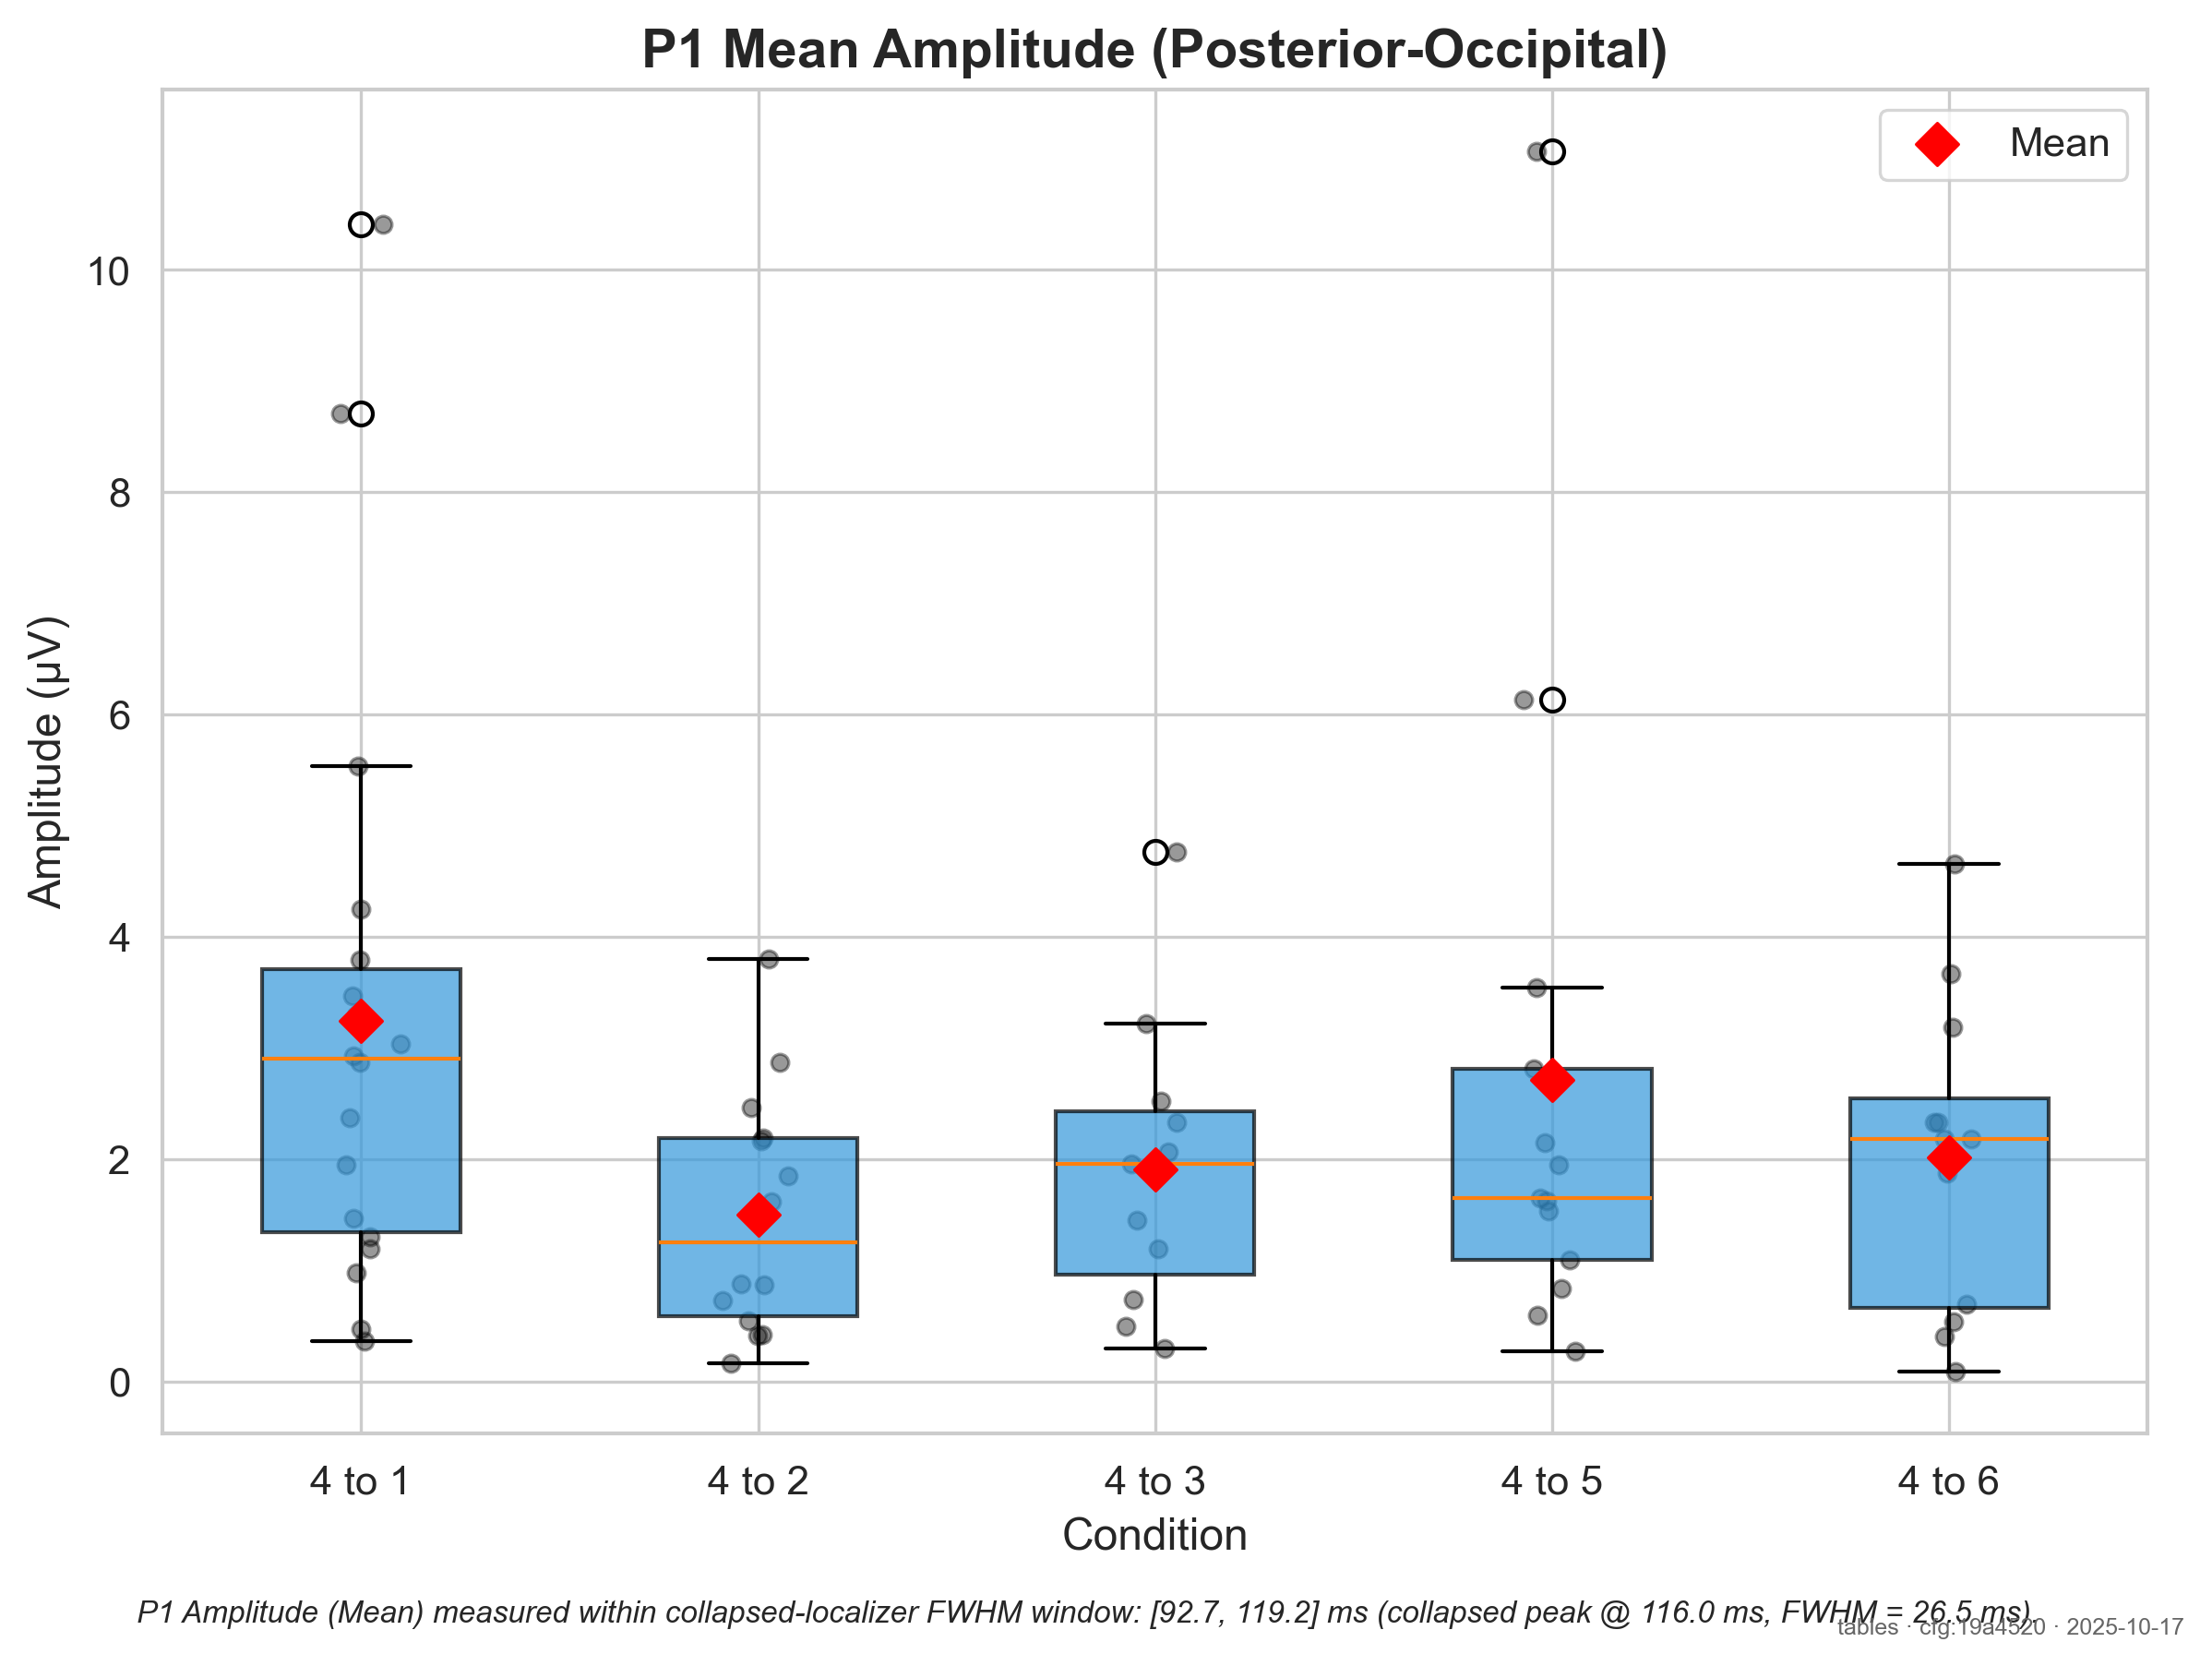 P1 Mean Amplitude (Posterior-Occipital)
Mean
10
8
6
4
2
0
Amplitude (µV)
4 to 1
4 to 2
4 to 3
4 to 5
4 to 6
Condition
P1 Amplitude (Mean) measured within collapsed-localizer FWHM window: [92.7, 119.2] ms (collapsed peak @ 116.0 ms, FWHM = 26.5 ms).
tables · cfg:19a4520 · 2025-10-17